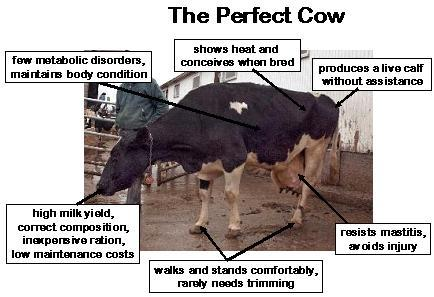 The Perfect Cow
few metabolic disorders,
maintains body condition
shows heat and
conceives when bred
produces a live calf
without assistance
high milk yield,
correct composition,
inexpensive ration,
low maintenance costs
walks and stands comfortably,
rarely needs trimming
resists mastitis,
avoids injury